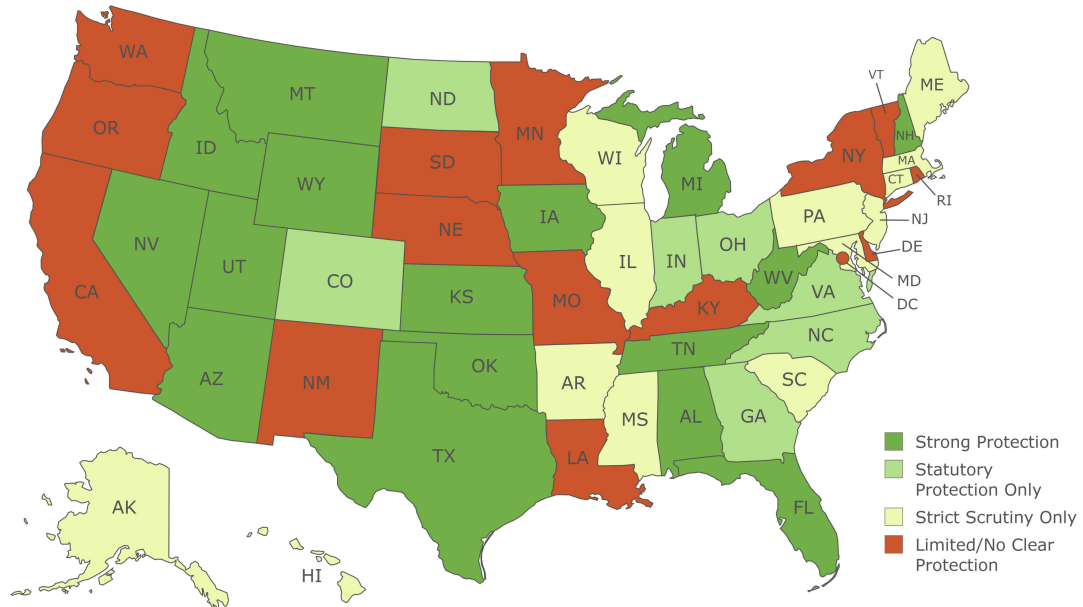 WA
OR
CA
ID
NV
MT
WY
UT
AZ
CO
NM
ND
SD
NE
KS
OK
TX
MN
IA
MO
AR
LA
WI
IL
MI
IN
OH
KY
TN
MS
AL
GA
FL
SC
NC
VA
WV
PA
NY
VT
NH
ME
MA
CT
RI
NJ
DE
MD
DC
AK
HI
Strong Protection
Statutory
Protection Only
Strict Scrutiny Only
Limited/No Clear
Protection